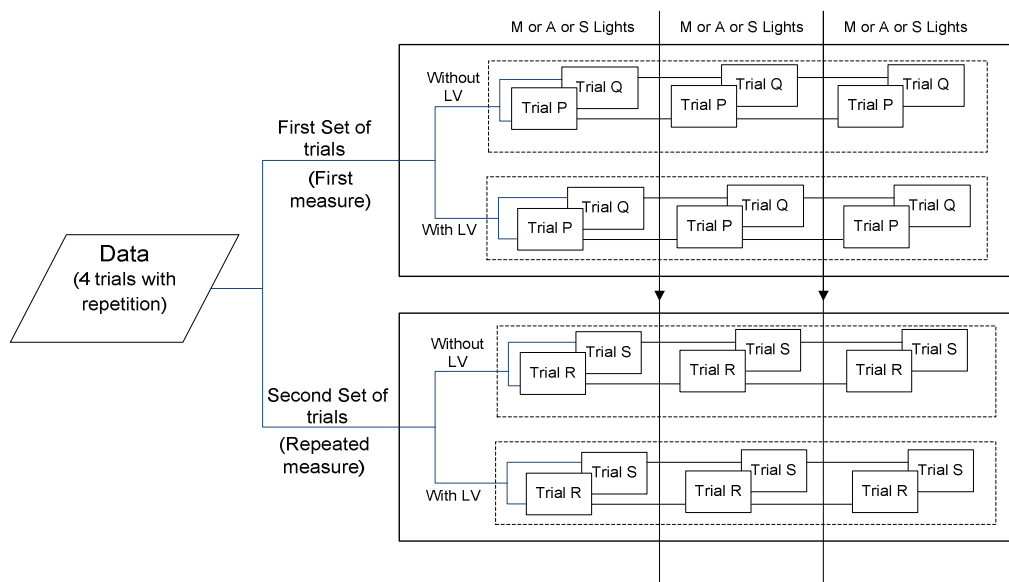 M or A or S Lights
M or A or S Lights
M or A or S Lights
Without
LV
Trial Q
Trial Q
Trial Q
Trial P
Trial P
Trial P
First Set of
trials
(First
measure)
With LV
Trial Q
Trial Q
Trial Q
Trial P
Trial P
Trial P
Data
(4 trials with
repetition)
Without
LV
Trial S
Trial S
Trial S
Trial R
Trial R
Trial R
Second Set of
trials
(Repeated
measure)
With LV
Trial S
Trial S
Trial S
Trial R
Trial R
Trial R